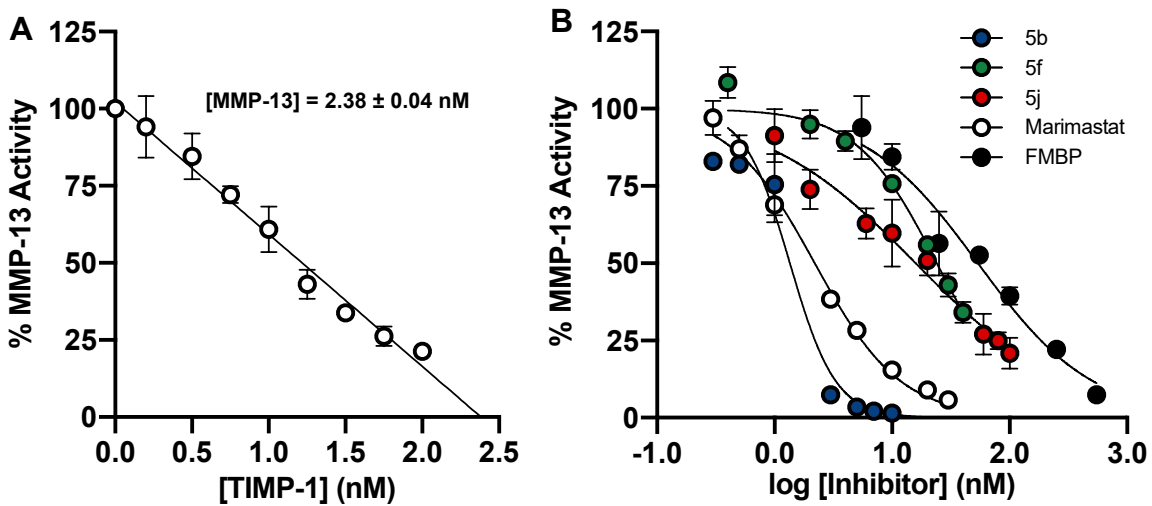 A
125
100
75
50
25
0
% MMP-13 Activity
[MMP-13] = 2.38 ± 0.04 nM
0.0 0.5 1.0 1.5 2.0 2.5
[TIMP-1] (nM)
B
125
100
75
50
25
0
% MMP-13 Activity
5b
5f
5j
Marimastat
FMBP
-1.0 0.0 1.0 2.0 3.0
log [Inhibitor] (nM)